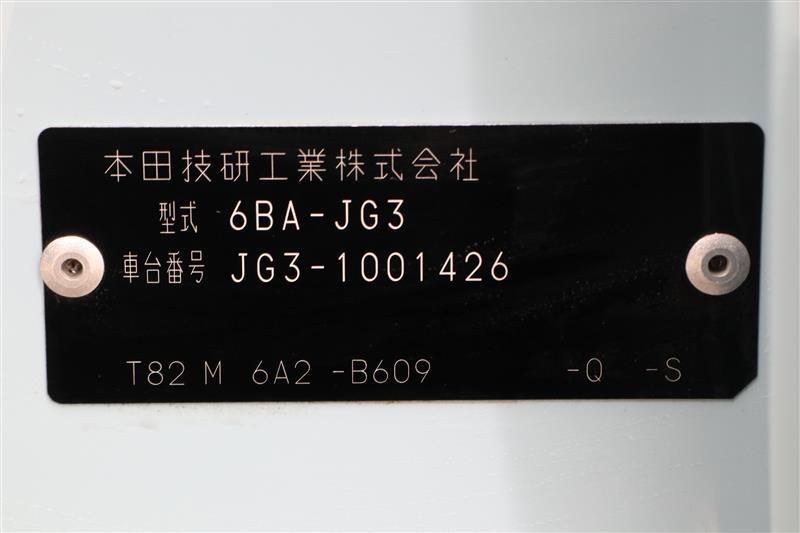 本田技研工業株式会社
型式 6BA-JG3
車台番号 JG3-1001426
T82 M 6A2 -B609 -Q -S